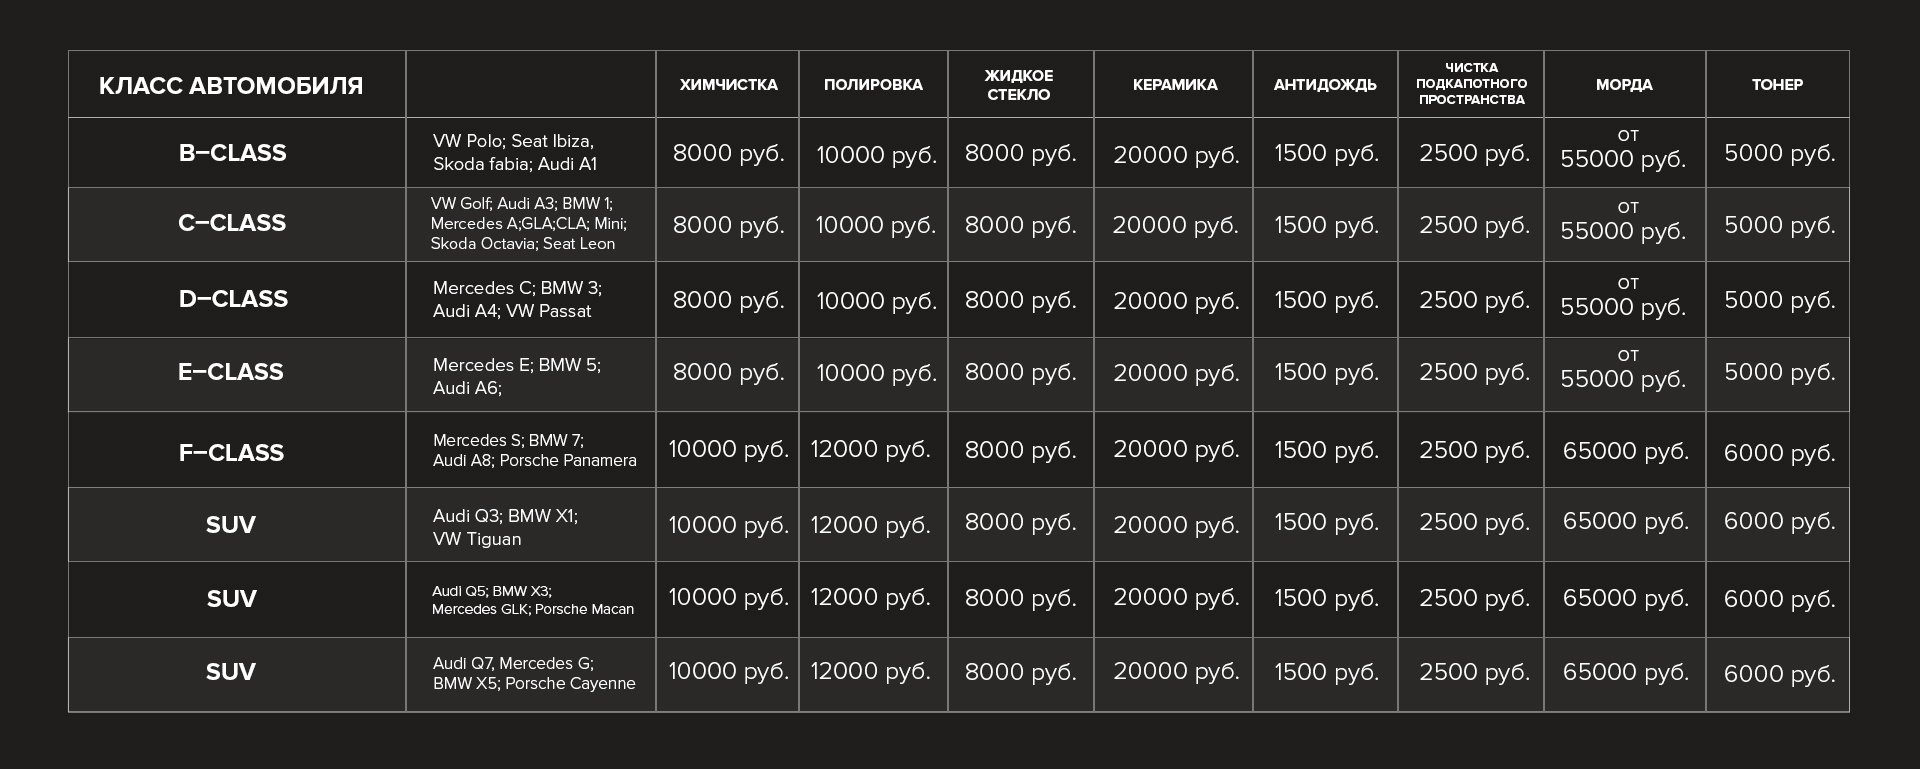 КЛАСС АВТОМОБИЛЯ
ХИМЧИСТКА
ПОЛИРОВКА
ЖИДКОЕ
СТЕКЛО
КЕРАМИКА
АНТИДОЖДЬ
ЧИСТКА
ПОДКАПОТНОГО
ПРОСТРАНСТВА
МОРДА
ТОНЕР
B–CLASS
VW Polo; Seat Ibiza,
Skoda fabia; Audi A1
8000 руб.
10000 руб.
8000 руб.
20000 руб.
1500 руб.
2500 руб.
ОТ
55000 руб.
5000 руб.
C–CLASS
VW Golf; Audi A3; BMW 1;
Mercedes A;GLA;CLA; Mini;
Skoda Octavia; Seat Leon
8000 руб.
10000 руб.
8000 руб.
20000 руб.
1500 руб.
2500 руб.
ОТ
55000 руб.
5000 руб.
D–CLASS
Mercedes C; BMW 3;
Audi A4; VW Passat
8000 руб.
10000 руб.
8000 руб.
20000 руб.
1500 руб.
2500 руб.
ОТ
55000 руб.
5000 руб.
E–CLASS
Mercedes E; BMW 5;
Audi A6;
8000 руб.
10000 руб.
8000 руб.
20000 руб.
1500 руб.
2500 руб.
ОТ
55000 руб.
5000 руб.
F–CLASS
Mercedes S; BMW 7;
Audi A8; Porsche Panamera
10000 руб.
12000 руб.
8000 руб.
20000 руб.
1500 руб.
2500 руб.
65000 руб.
6000 руб.
SUV
Audi Q3; BMW X1;
VW Tiguan
10000 руб.
12000 руб.
8000 руб.
20000 руб.
1500 руб.
2500 руб.
65000 руб.
6000 руб.
SUV
Audi Q5; BMW X3;
Mercedes GLK; Porsche Macan
10000 руб.
12000 руб.
8000 руб.
20000 руб.
1500 руб.
2500 руб.
65000 руб.
6000 руб.
SUV
Audi Q7, Mercedes G;
BMW X5; Porsche Cayenne
10000 руб.
12000 руб.
8000 руб.
20000 руб.
1500 руб.
2500 руб.
65000 руб.
6000 руб.